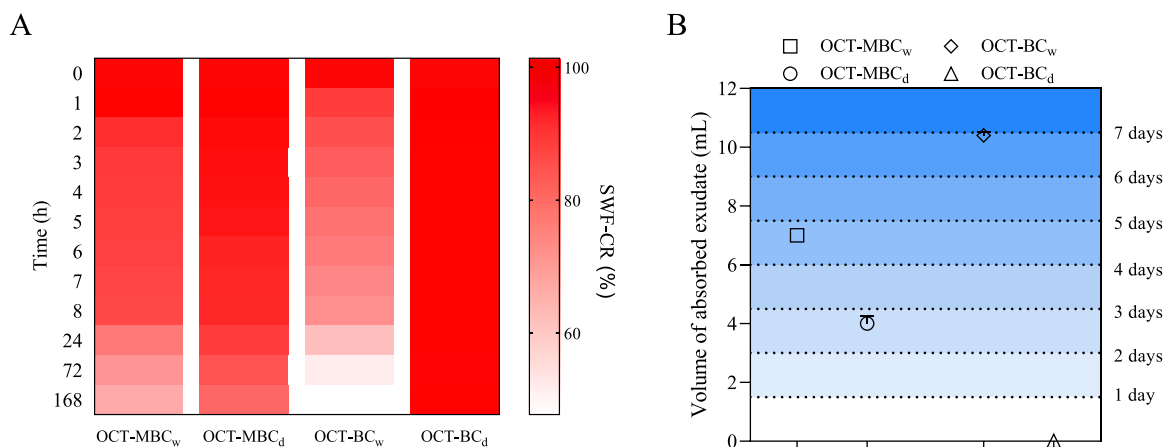 A
0
1
2
3
4
5
6
7
8
24
72
168
Time (h)
OCT-MBCw
OCT-MBCd
OCT-BCw
OCT-BCd
100
80
60
SWF-CR (%)
B
OCT-MBCw
OCT-BCw
OCT-MBCd
OCT-BCd
12
10
8
6
4
2
0
Volume of absorbed exudate (mL)
7 days
6 days
5 days
4 days
3 days
2 days
1 day